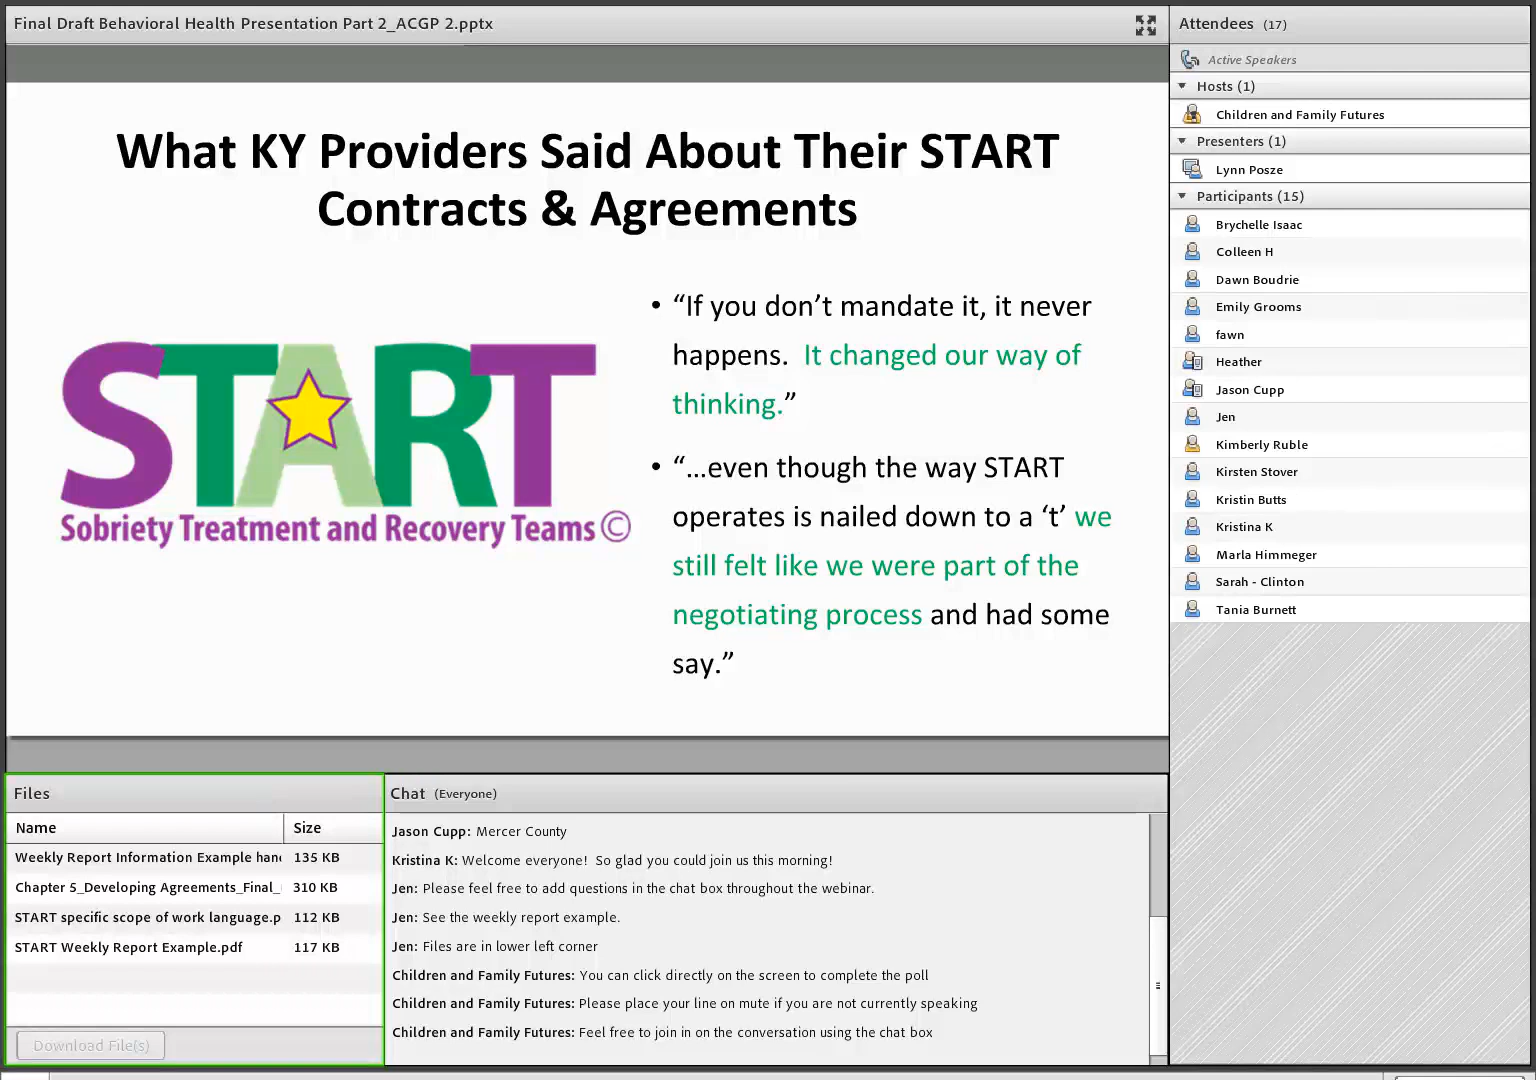 Final Draft Behavioral Health Presentation Part 2_ACGP 2.pptx
What KY Providers Said About Their START
Contracts & Agreements
START
Sobriety Treatment and Recovery Teams©
• “If you don’t mandate it, it never
happens. It changed our way of
thinking.”
• “…even though the way START
operates is nailed down to a ‘t’ we
still felt like we were part of the
negotiating process and had some
say.”
Files
Name Size
Weekly Report Information Example 135 KB
Chapter 5_Developing Agreements_Final_ 310 KB
START specific scope of work language.p 112 KB
START Weekly Report Example.pdf 117 KB
Download File(s)
Chat (Everyone)
Jason Cupp: Mercer County
Kristina K: Welcome everyone! So glad you could join us this morning!
Jen: Please feel free to add questions in the chat box throughout the webinar.
Jen: See the weekly report example.
Jen: Files are in lower left corner
Children and Family Futures: You can click directly on the screen to complete the poll
Children and Family Futures: Please place your line on mute if you are not currently speaking
Children and Family Futures: Feel free to join in on the conversation using the chat box
Attendees (17)
Active Speakers
Hosts (1)
Children and Family Futures
Presenters (1)
Lynn Posze
Participants (15)
Brychelle Isaac
Colleen H
Dawn Boudrie
Emily Grooms
fawn
Heather
Jason Cupp
Jen
Kimberly Ruble
Kirsten Stover
Kristin Butts
Kristina K
Marla Himmeger
Sarah - Clinton
Tania Burnett